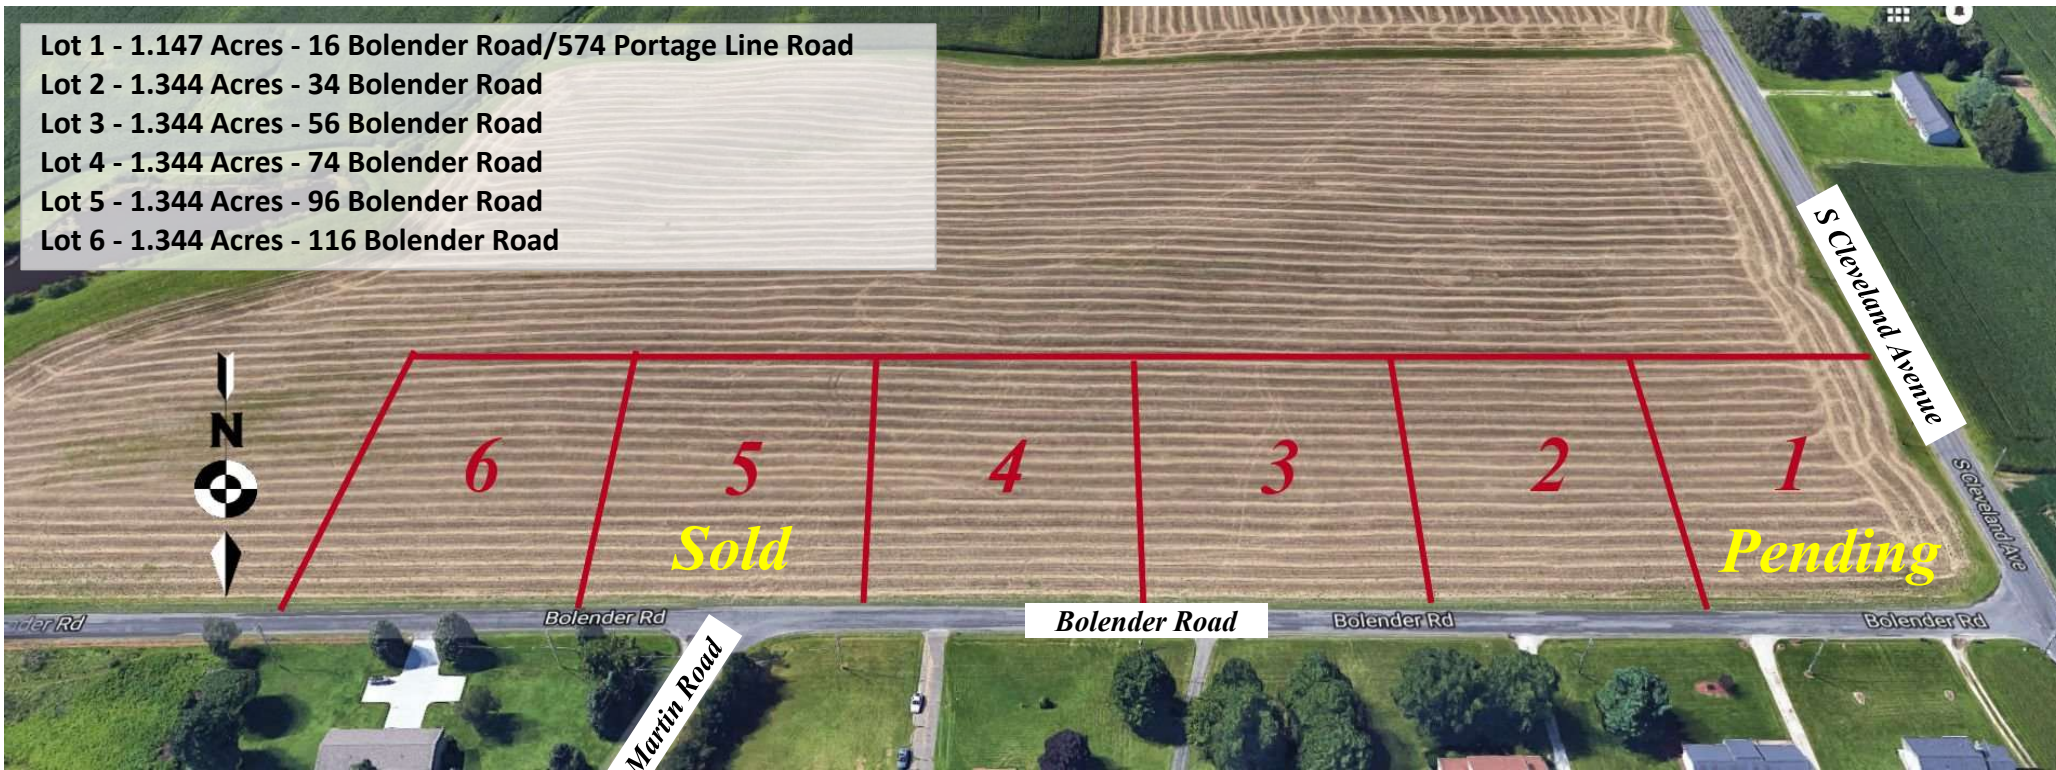 Lot 1 - 1.147 Acres - 16 Bolender Road/574 Portage Line Road
Lot 2 - 1.344 Acres - 34 Bolender Road
Lot 3 - 1.344 Acres - 56 Bolender Road
Lot 4 - 1.344 Acres - 74 Bolender Road
Lot 5 - 1.344 Acres - 96 Bolender Road
Lot 6 - 1.344 Acres - 116 Bolender Road
S Cleveland Avenue
N
6
5
4
3
2
1
S Cleveland Ave
Sold
Pending
nder Rd
Bolender Rd
Bolender Road
Bolender Rd
Bolender Rd
Martin Road